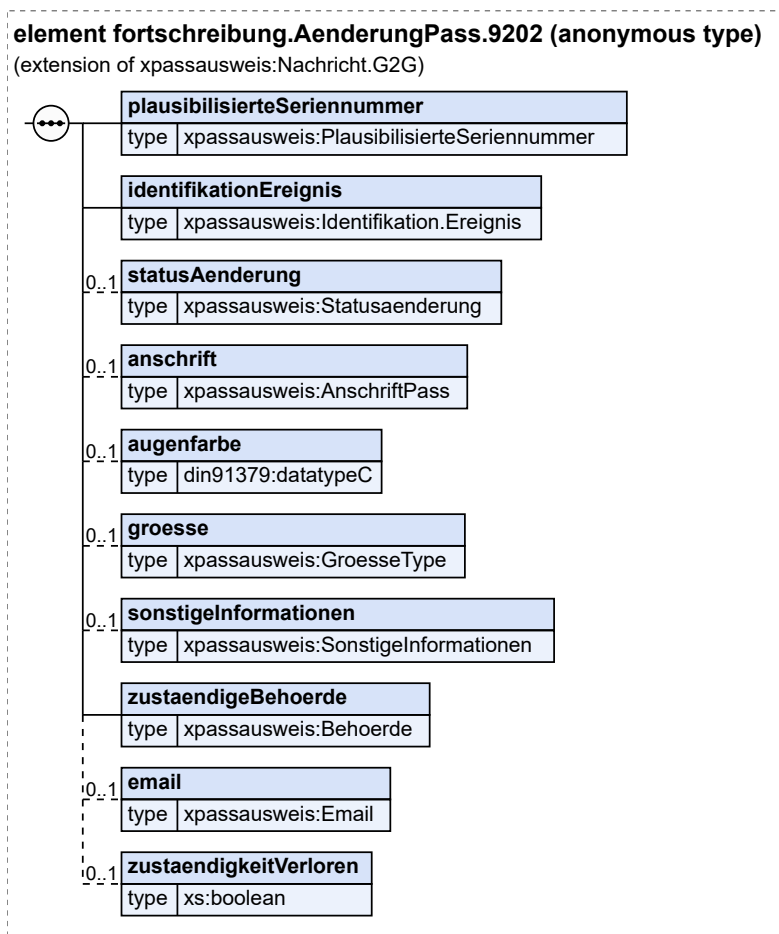 element fortschreibung.AenderungPass.9202 (anonymous type)
(extension of xpassausweis:Nachricht.G2G)
plausibilisierteSeriennummer
type xpassausweis:PlausibilisierteSeriennummer
identifikationEreignis
type xpassausweis:Identifikation.Ereignis
0..1 statusAenderung
type xpassausweis:Statusaenderung
0..1 anschrift
type xpassausweis:AnschriftPass
0..1 augenfarbe
type din91379:datatypeC
0..1 groesse
type xpassausweis:GroesseType
0..1 sonstigeInformationen
type xpassausweis:SonstigeInformationen
zustaendigeBehoerde
type xpassausweis:Behoerde
0..1 email
type xpassausweis:Email
0..1 zustaendigkeitVerloren
type xs:boolean